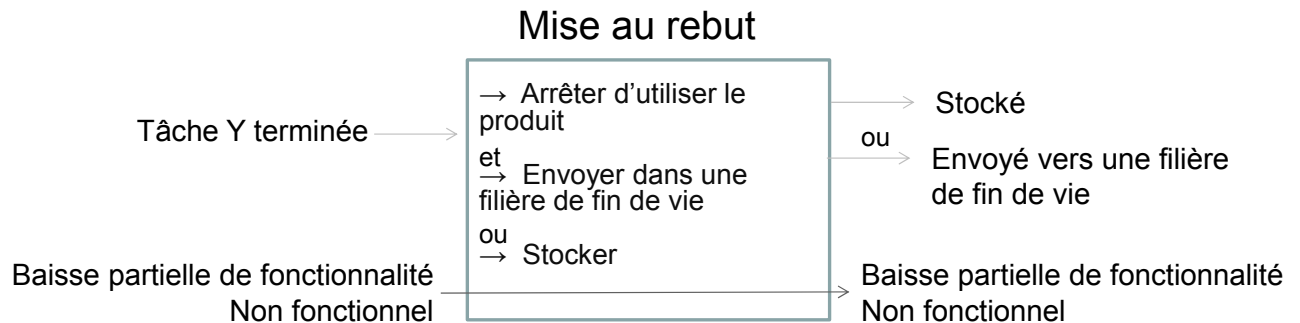 Mise au rebut
Tâche Y terminée
→ Arrêter d'utiliser le
produit
et
→ Envoyer dans une
filière de fin de vie
ou
→ Stocker
Stocké
ou
Envoyé vers une filière
de fin de vie
Baisse partielle de fonctionnalité
Non fonctionnel
Baisse partielle de fonctionnalité
Non fonctionnel